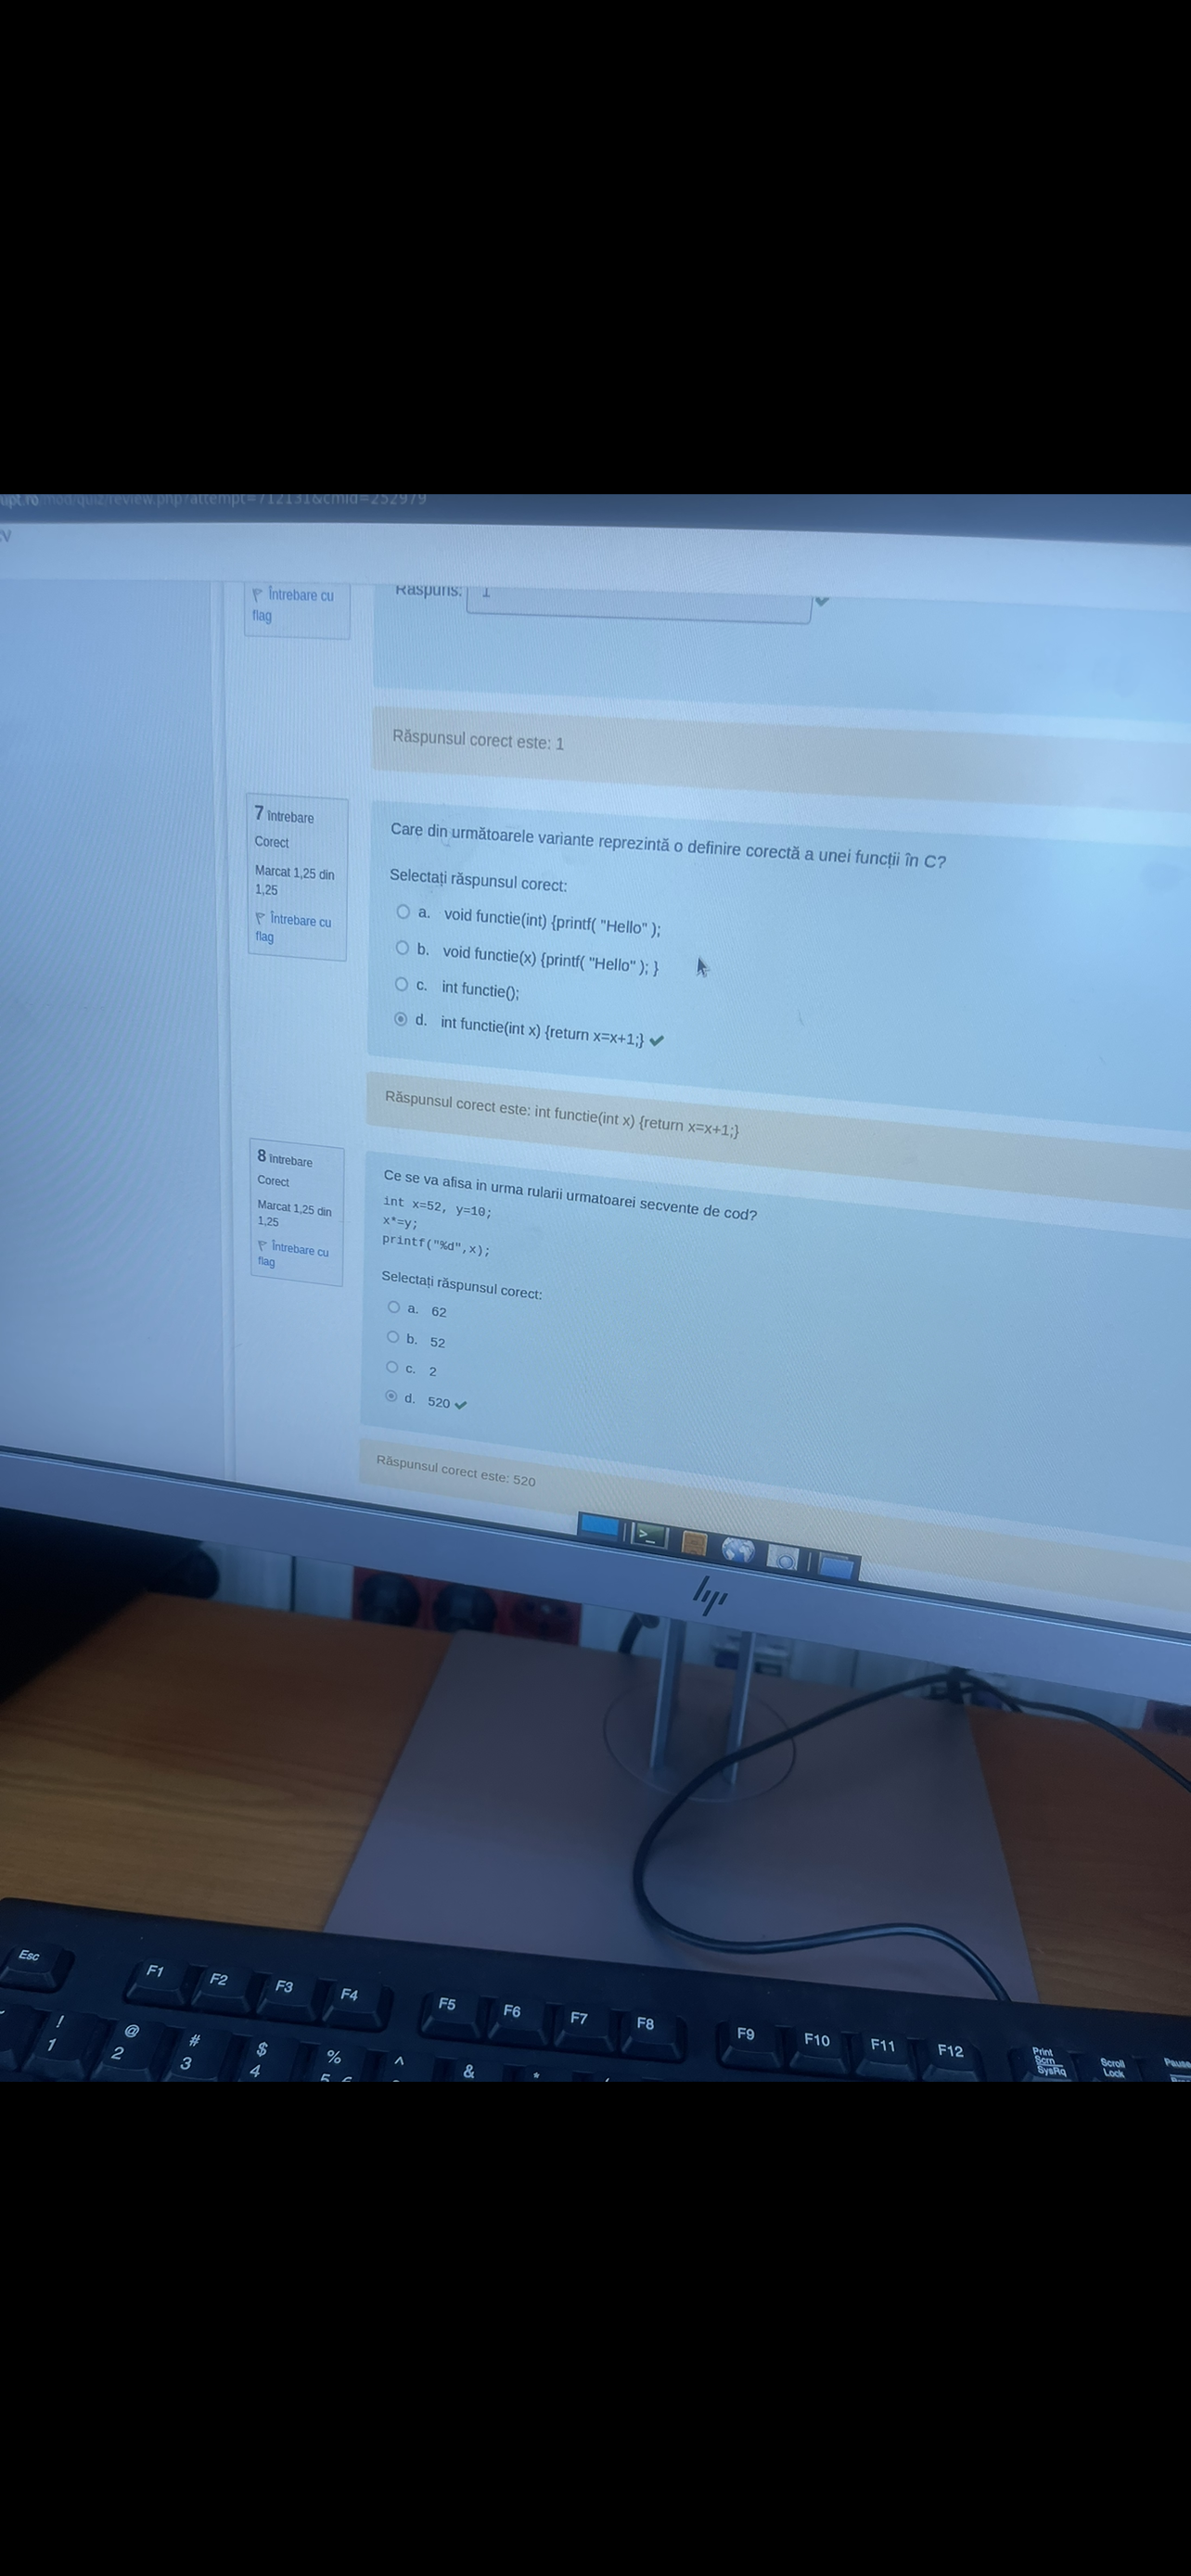 upt.ro/mod/quiz/review.php?attempt=712131&cmid=252979
Întrebare cu
flag
Răspuns: 1
Răspunsul corect este: 1
7 Întrebare
Corect
Marcat 1,25 din
1,25
Întrebare cu
flag
Care din următoarele variante reprezintă o definire corectă a unei funcții în C?
Selectați răspunsul corect:
a. void functie(int) {printf( "Hello" );
b. void functie(x) {printf( "Hello" ); }
c. int functie();
d. int functie(int x) {return x=x+1;}
Răspunsul corect este: int functie(int x) {return x=x+1;}
8 Întrebare
Corect
Marcat 1,25 din
1,25
Întrebare cu
flag
Ce se va afisa in urma rularii urmatoarei secvente de cod?
int x=52, y=10;
x*=y;
printf("%d",x);
Selectați răspunsul corect:
a. 62
b. 52
c. 2
d. 520
Răspunsul corect este: 520
hp
Esc
F1 F2 F3 F4 F5 F6 F7 F8 F9 F10 F11 F12
Print
Scrn
SysRq
Scroll
Lock
Pause
! @ # $ % ^ & *
1 2 3 4 5